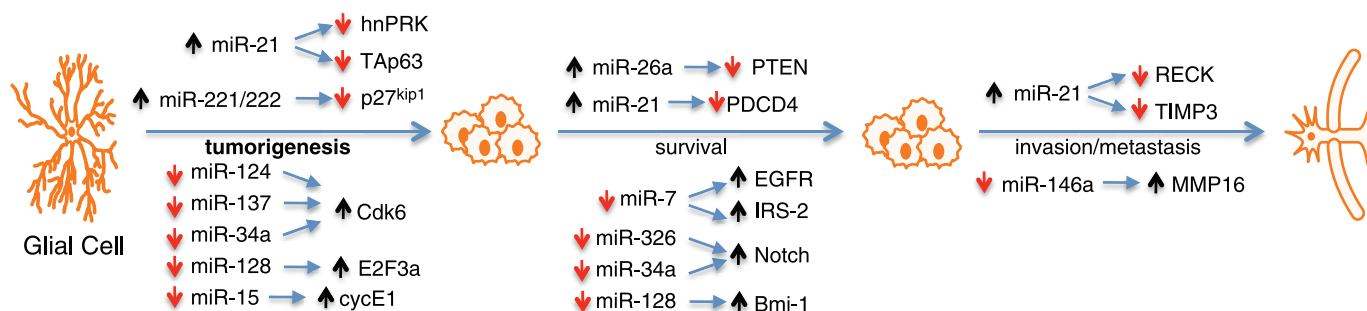 miR-21
hnPRK
TAp63
miR-221/222
p27kip1
tumorigenesis
miR-124
miR-137
miR-34a
Cdk6
miR-128
E2F3a
miR-15
cycE1
Glial Cell
miR-26a
PTEN
miR-21
PDCD4
survival
miR-7
EGFR
IRS-2
miR-326
miR-34a
Notch
miR-128
Bmi-1
miR-21
RECK
TIMP3
invasion/metastasis
miR-146a
MMP16